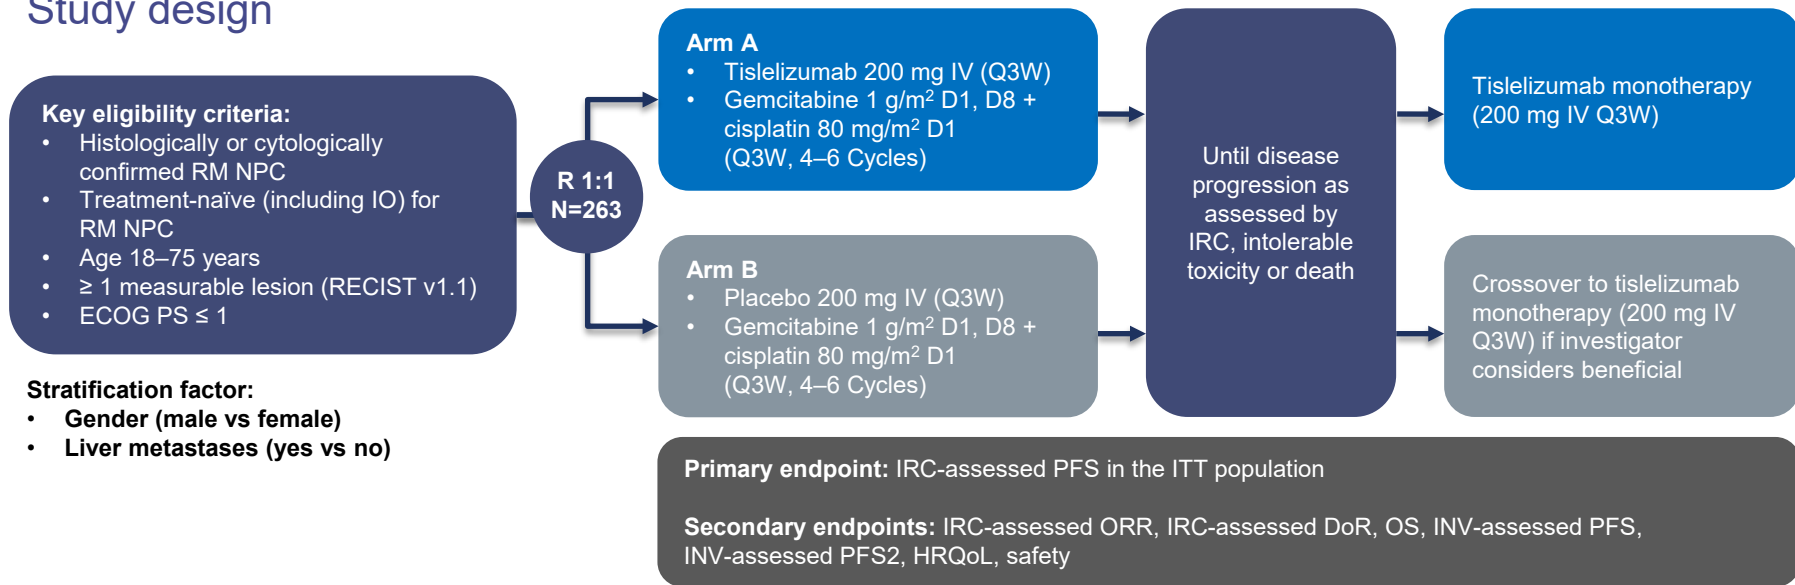 Study design
Key eligibility criteria:
• Histologically or cytologically
confirmed RM NPC
• Treatment-naïve (including IO) for
RM NPC
• Age 18–75 years
• ≥ 1 measurable lesion (RECIST v1.1)
• ECOG PS ≤ 1
Stratification factor:
• Gender (male vs female)
• Liver metastases (yes vs no)
R 1:1
N=263
Arm A
• Tislelizumab 200 mg IV (Q3W)
• Gemcitabine 1 g/m² D1, D8 +
cisplatin 80 mg/m² D1
(Q3W, 4–6 Cycles)
Arm B
• Placebo 200 mg IV (Q3W)
• Gemcitabine 1 g/m² D1, D8 +
cisplatin 80 mg/m² D1
(Q3W, 4–6 Cycles)
Until disease
progression as
assessed by
IRC, intolerable
toxicity or death
Tislelizumab monotherapy
(200 mg IV Q3W)
Crossover to tislelizumab
monotherapy (200 mg IV
Q3W) if investigator
considers beneficial
Primary endpoint: IRC-assessed PFS in the ITT population
Secondary endpoints: IRC-assessed ORR, IRC-assessed DoR, OS, INV-assessed PFS,
INV-assessed PFS2, HRQoL, safety